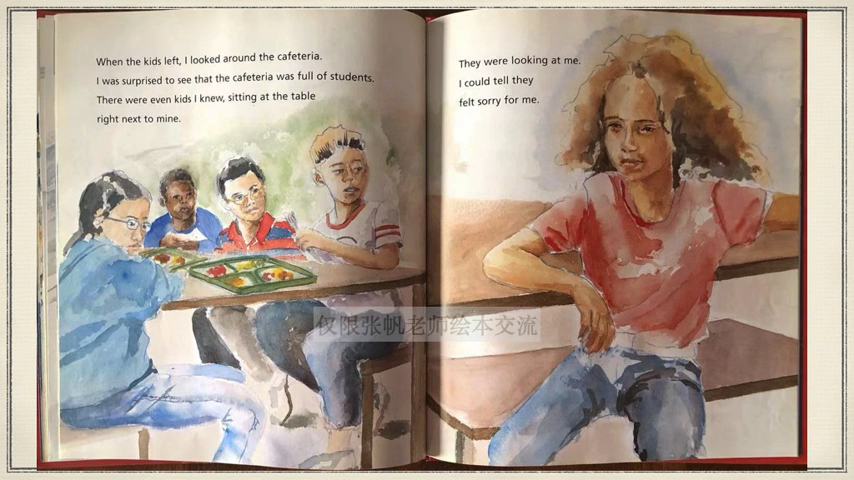 When the kids left, I looked around the cafeteria.
I was surprised to see that the cafeteria was full of students.
There were even kids I knew, sitting at the table
right next to mine.
They were looking at me.
I could tell they
felt sorry for me.
仅限张帆老师绘本交流